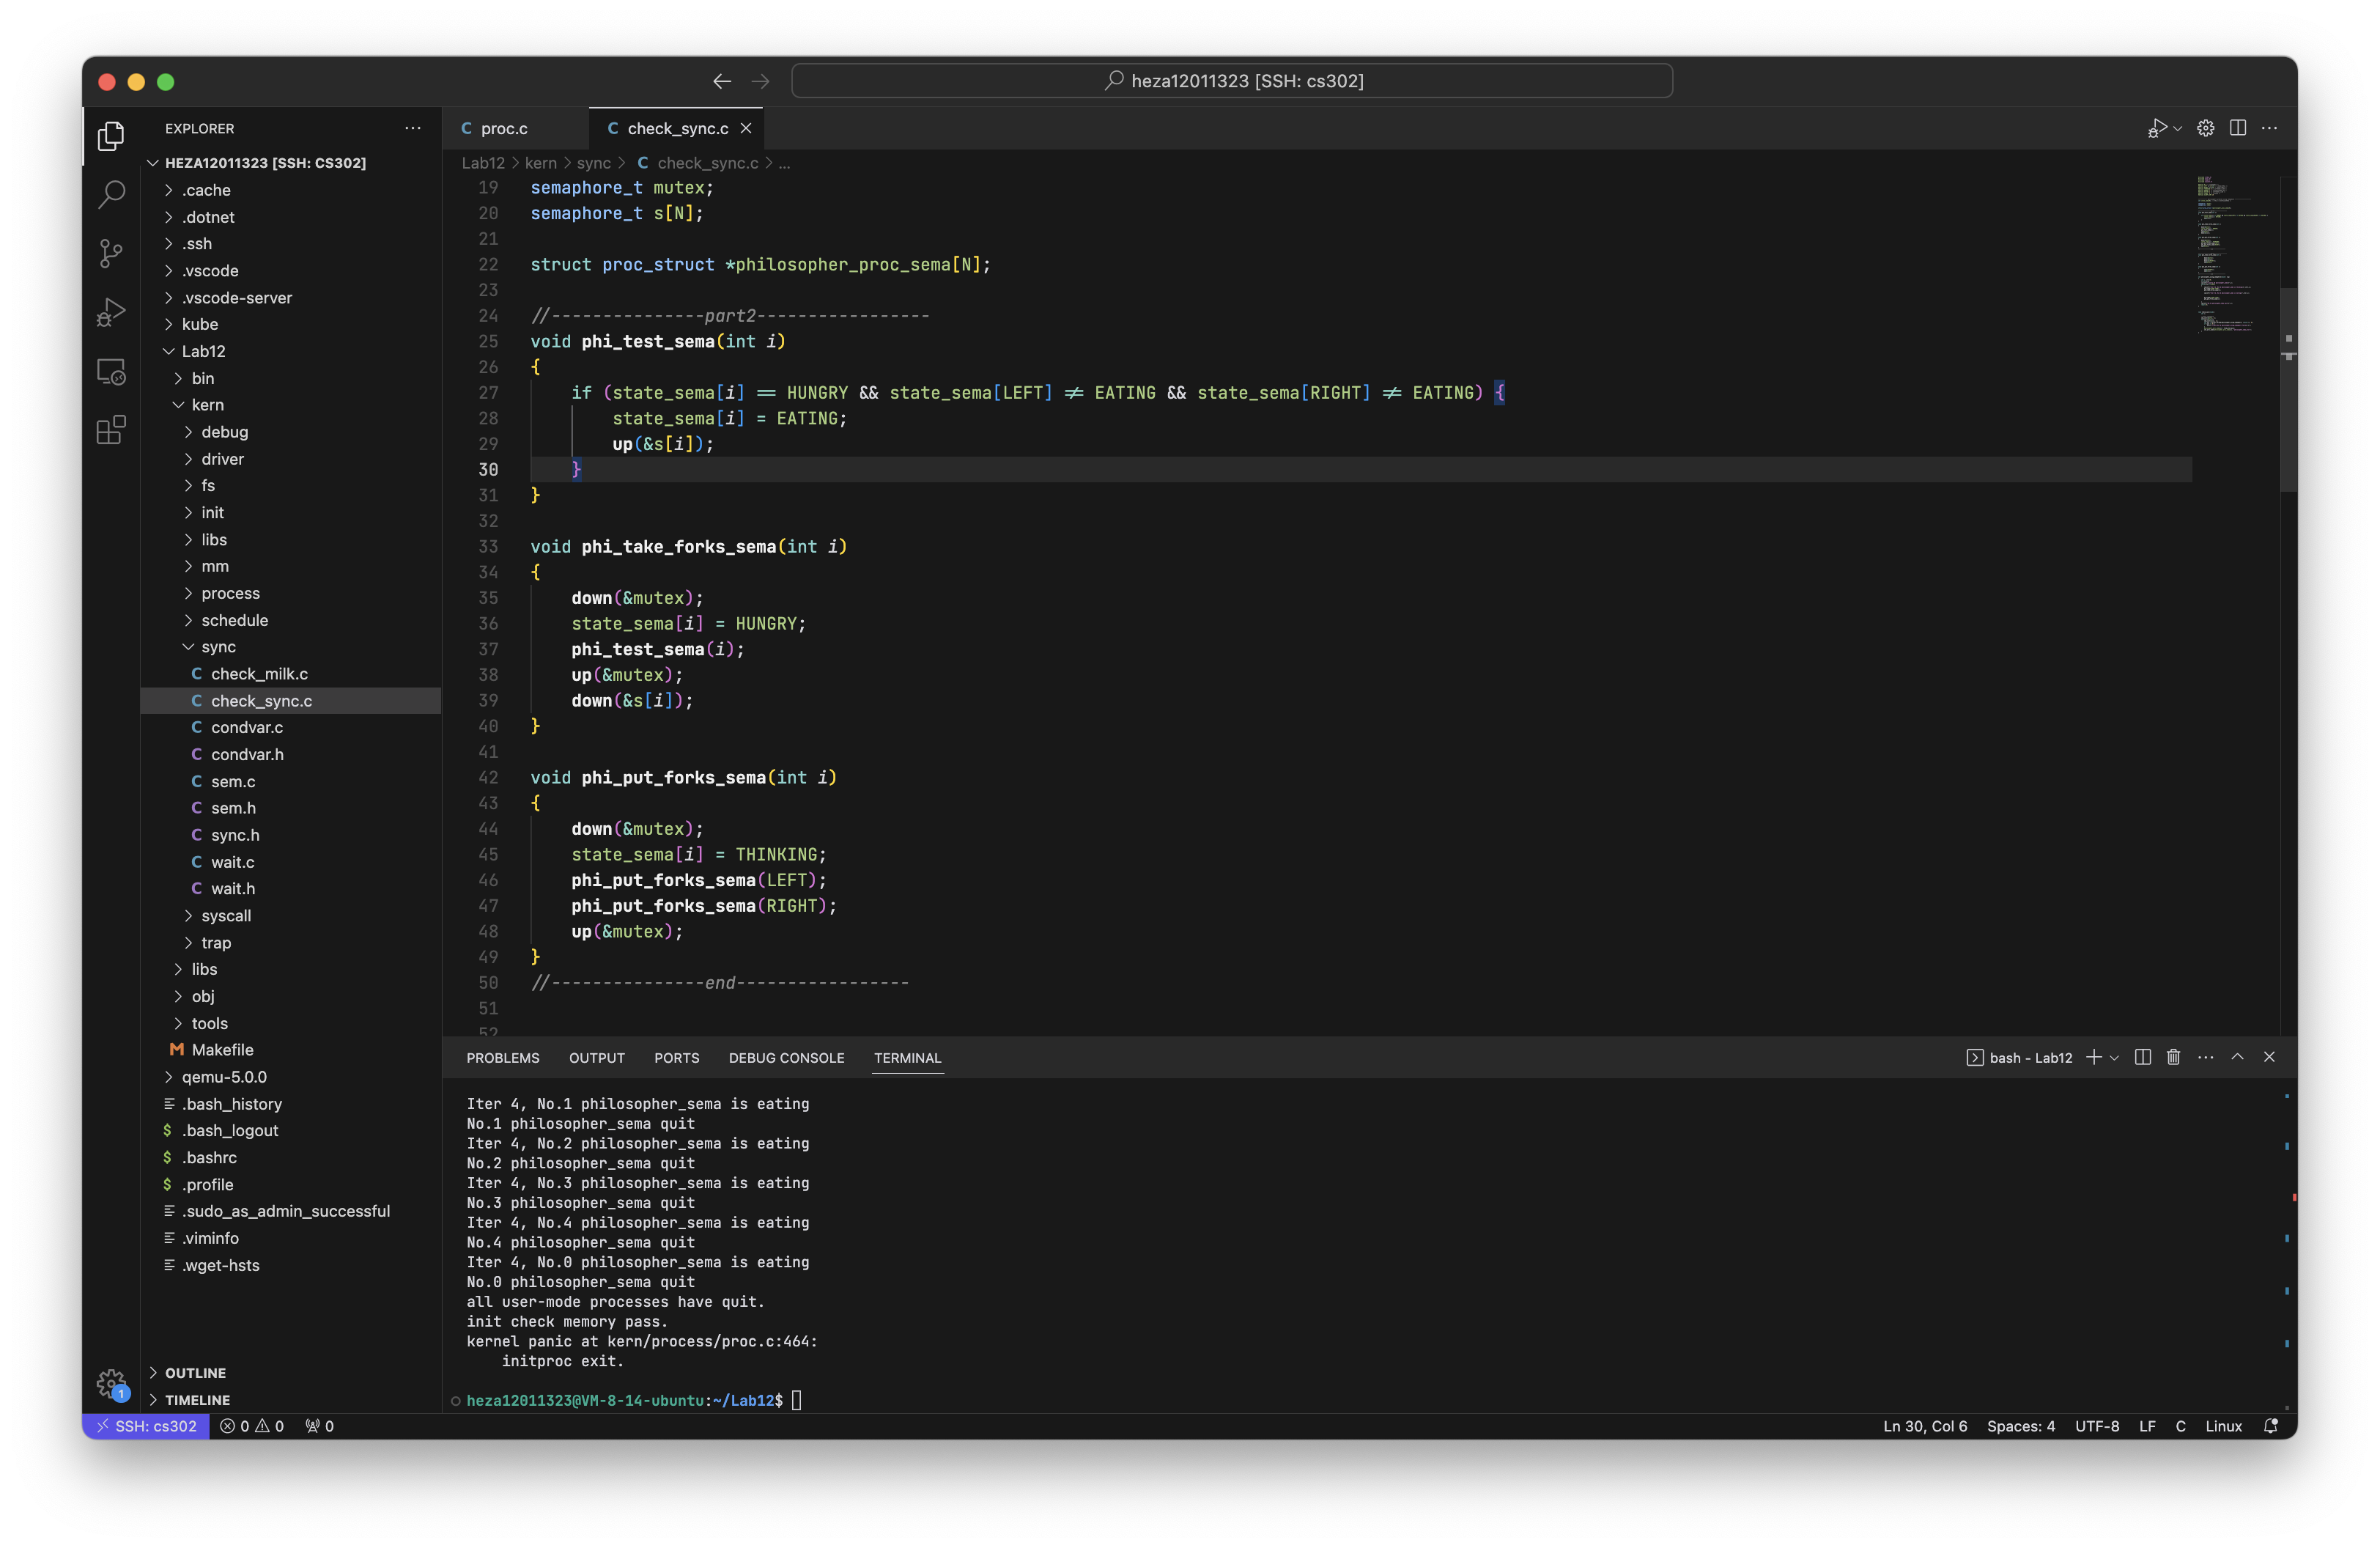 heza12011323 [SSH: cs302]
EXPLORER
HEZA12011323 [SSH: CS302]
.cache
.dotnet
.ssh
.vscode
.vscode-server
kube
Lab12
bin
kern
debug
driver
fs
init
libs
mm
process
schedule
sync
C check_milk.c
C check_sync.c
C condvar.c
C condvar.h
C sem.c
C sem.h
C sync.h
C wait.c
C wait.h
syscall
trap
libs
obj
tools
M Makefile
qemu-5.0.0
.bash_history
$ .bash_logout
$ .bashrc
$ .profile
.sudo_as_admin_successful
.viminfo
.wget-hsts
OUTLINE
TIMELINE
1
C proc.c
C check_sync.c
Lab12 > kern > sync > C check_sync.c > ...
19 semaphore_t mutex;
20 semaphore_t s[N];
21
22 struct proc_struct *philosopher_proc_sema[N];
23
24 //---------------part2-----------------
25 void phi_test_sema(int i)
26 {
27     if (state_sema[i] == HUNGRY && state_sema[LEFT] != EATING && state_sema[RIGHT] != EATING) {
28         state_sema[i] = EATING;
29         up(&s[i]);
30     }
31 }
32
33 void phi_take_forks_sema(int i)
34 {
35     down(&mutex);
36     state_sema[i] = HUNGRY;
37     phi_test_sema(i);
38     up(&mutex);
39     down(&s[i]);
40 }
41
42 void phi_put_forks_sema(int i)
43 {
44     down(&mutex);
45     state_sema[i] = THINKING;
46     phi_put_forks_sema(LEFT);
47     phi_put_forks_sema(RIGHT);
48     up(&mutex);
49 }
50 //---------------end-----------------
51
52
PROBLEMS OUTPUT PORTS DEBUG CONSOLE TERMINAL
bash - Lab12
Iter 4, No.1 philosopher_sema is eating
No.1 philosopher_sema quit
Iter 4, No.2 philosopher_sema is eating
No.2 philosopher_sema quit
Iter 4, No.3 philosopher_sema is eating
No.3 philosopher_sema quit
Iter 4, No.4 philosopher_sema is eating
No.4 philosopher_sema quit
Iter 4, No.0 philosopher_sema is eating
No.0 philosopher_sema quit
all user-mode processes have quit.
init check memory pass.
kernel panic at kern/process/proc.c:464:
    initproc exit.
heza12011323@VM-8-14-ubuntu:~/Lab12$
SSH: cs302 0 0 0 Ln 30, Col 6 Spaces: 4 UTF-8 LF C Linux